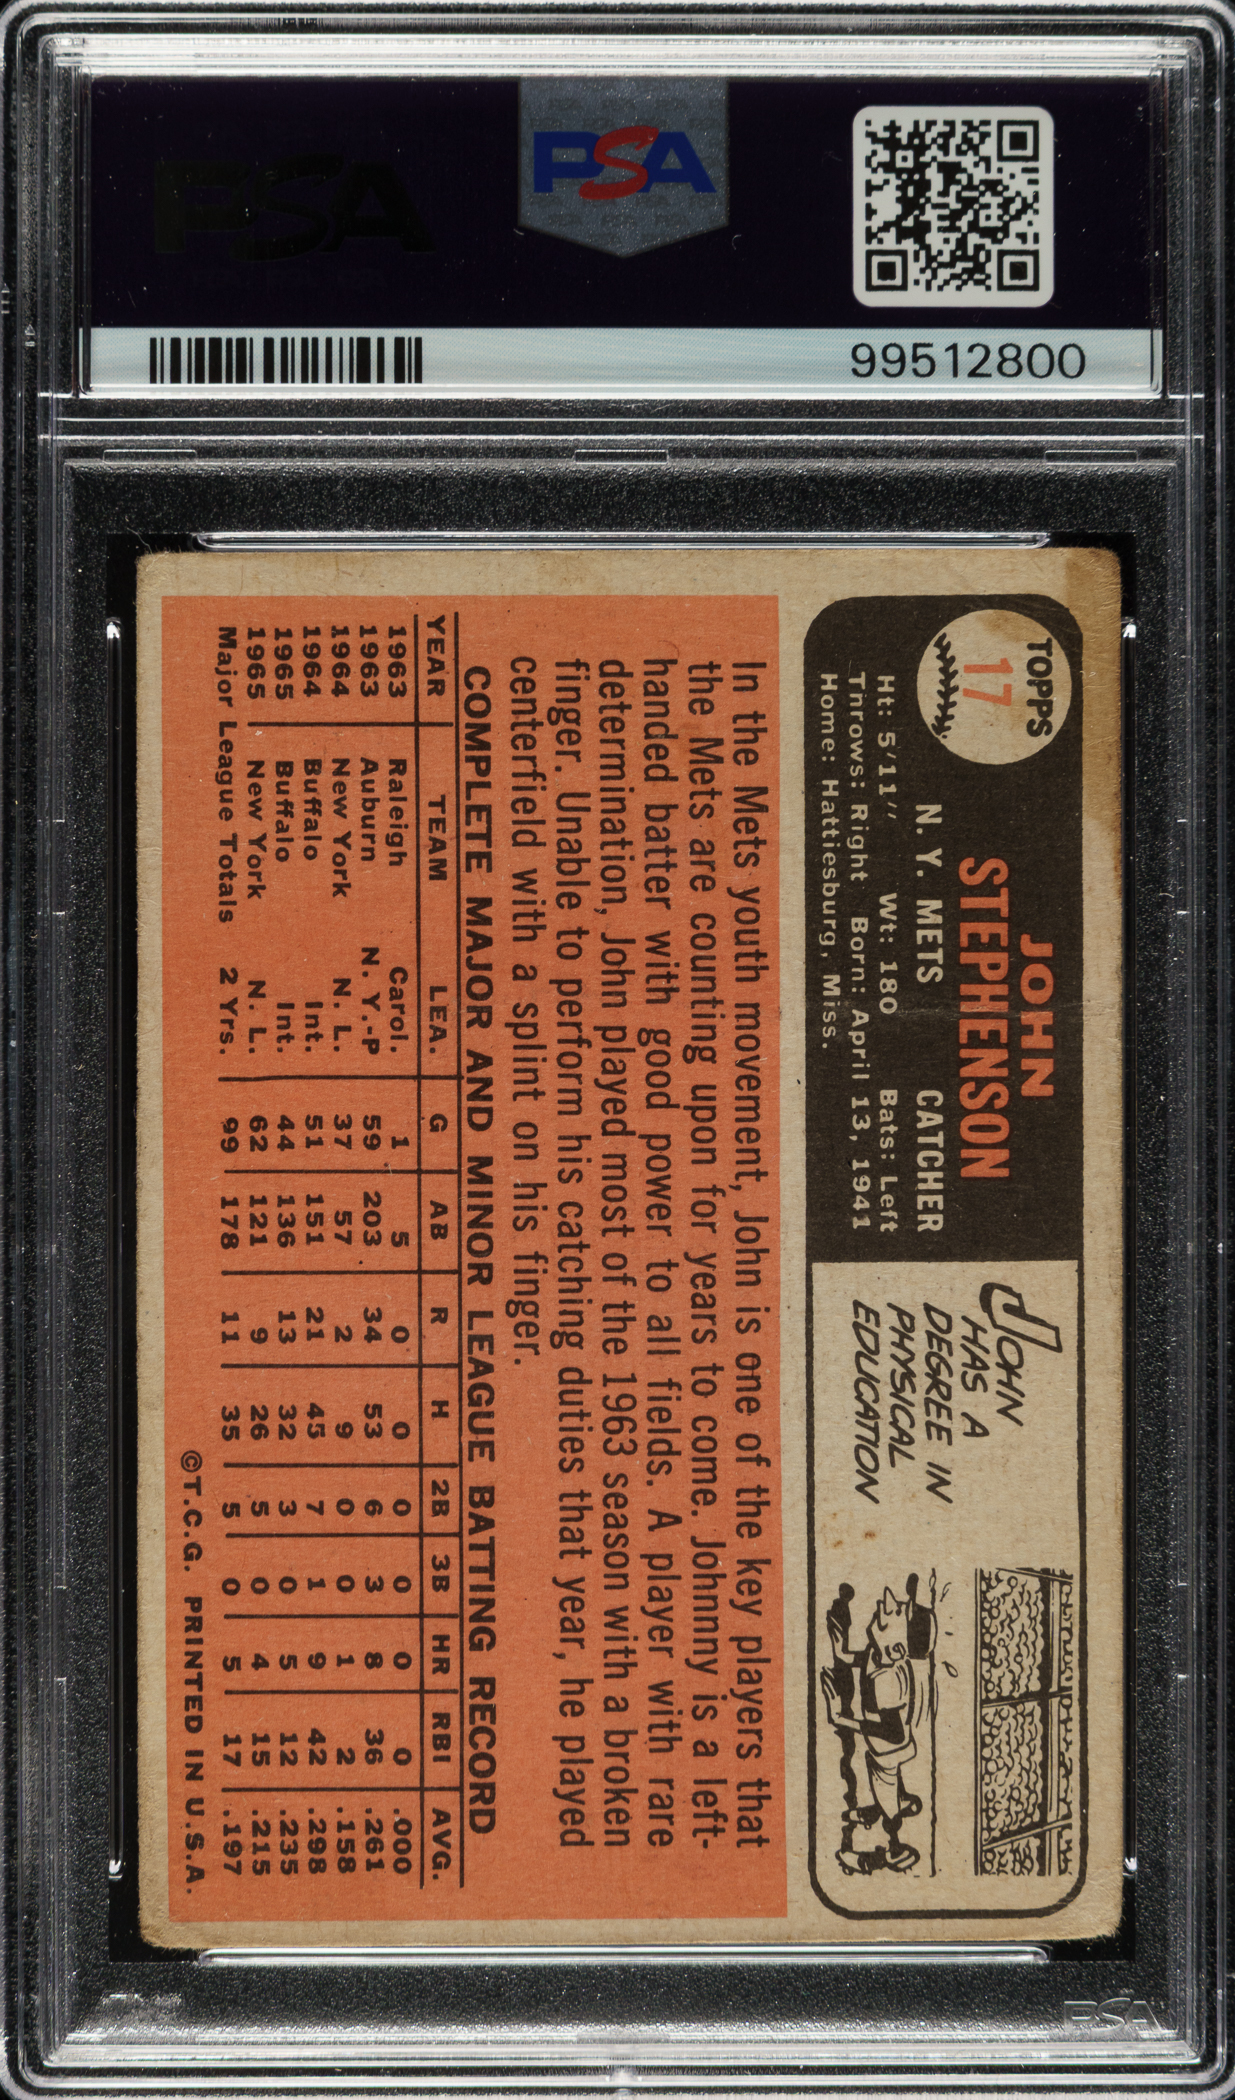 PSA
PSA
99512800
TOPPS
17
JOHN
STEPHENSON
N. Y. METS CATCHER
Ht: 5'11" Wt: 180 Bats: Left
Throws: Right Born: April 13, 1941
Home: Hattiesburg, Miss.
JOHN
HAS A
DEGREE IN
PHYSICAL
EDUCATION
In the Mets youth movement, John is one of the key players that
the Mets are counting upon for years to come. Johnny is a left-
handed batter with good power to all fields. A player with rare
determination, John played most of the 1963 season with a broken
finger. Unable to perform his catching duties that year, he played
centerfield with a splint on his finger.
COMPLETE MAJOR AND MINOR LEAGUE BATTING RECORD
YEAR TEAM LEA. G AB R H 2B 3B HR RBI AVG.
1963 Raleigh Carol. 1 5 0 0 0 0 0 0 .000
1963 Auburn N. Y.-P 59 203 34 53 6 3 8 36 .261
1964 New York N. L. 37 57 2 9 0 0 1 2 .158
1964 Buffalo Int. 51 151 21 45 7 1 9 42 .298
1965 Buffalo Int. 44 136 13 32 3 0 5 12 .235
1965 New York N. L. 62 121 9 26 5 0 4 15 .215
Major League Totals 2 Yrs. 99 178 11 35 5 0 5 17 .197
©T.C.G. PRINTED IN U.S.A.
PSA